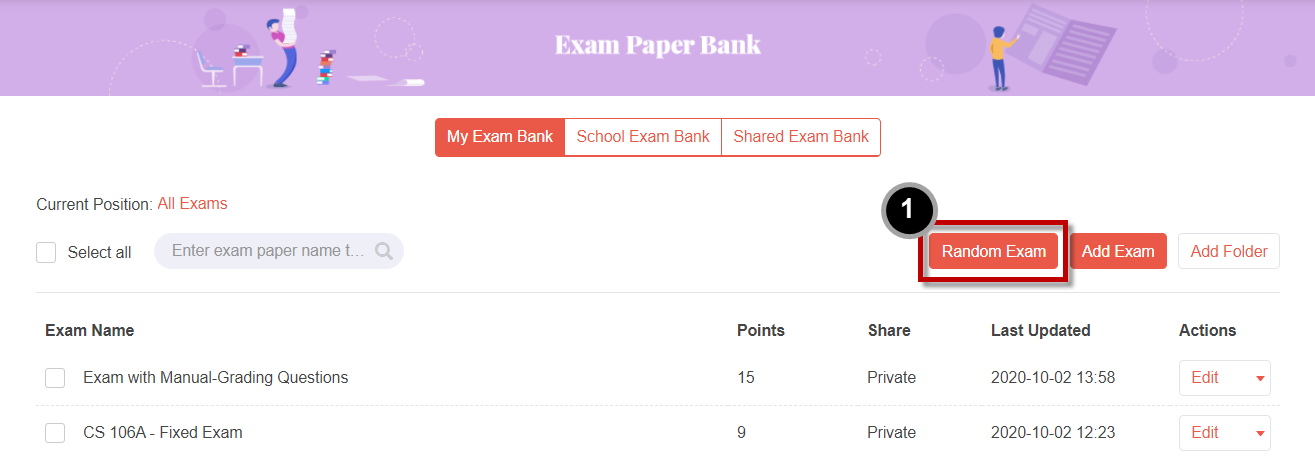 Exam Paper Bank
My Exam Bank School Exam Bank Shared Exam Bank
Current Position: All Exams
1
Select all Enter exam paper name t... Random Exam Add Exam Add Folder
Exam Name Points Share Last Updated Actions
Exam with Manual-Grading Questions 15 Private 2020-10-02 13:58 Edit
CS 106A - Fixed Exam 9 Private 2020-10-02 12:23 Edit